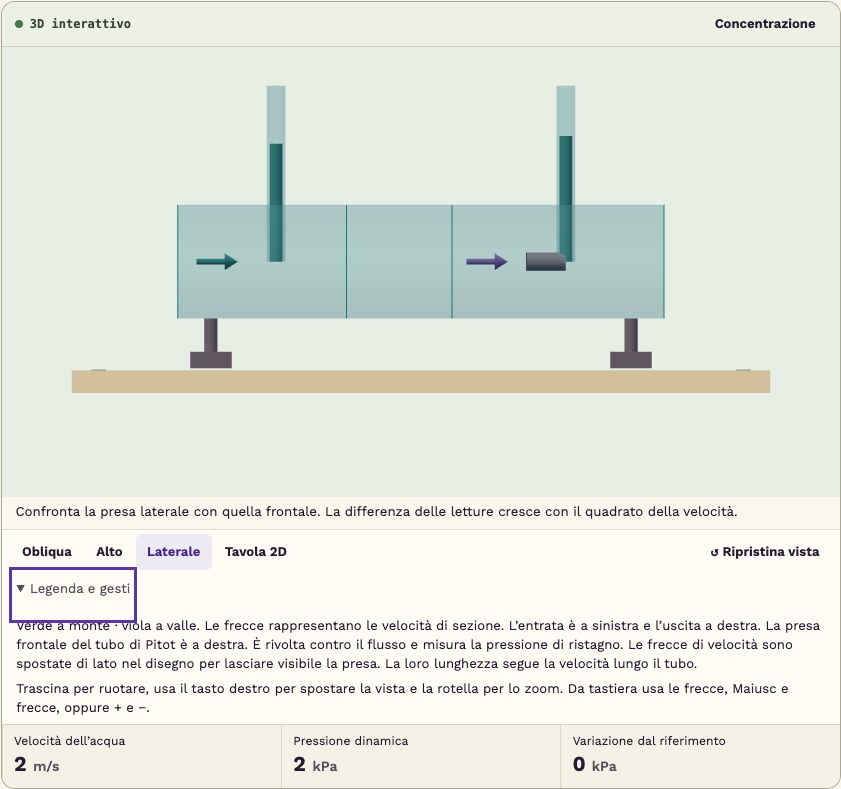 3D interattivo
Concentrazione
Confronta la presa laterale con quella frontale. La differenza delle letture cresce con il quadrato della velocità.
Obliqua Alto Laterale Tavola 2D ↺ Ripristina vista
▼ Legenda e gesti
Verde a monte · viola a valle. Le frecce rappresentano le velocità di sezione. L’entrata è a sinistra e l’uscita a destra. La presa
frontale del tubo di Pitot è a destra. È rivolta contro il flusso e misura la pressione di ristagno. Le frecce di velocità sono
spostate di lato nel disegno per lasciare visibile la presa. La loro lunghezza segue la velocità lungo il tubo.
Trascina per ruotare, usa il tasto destro per spostare la vista e la rotella per lo zoom. Da tastiera usa le frecce, Maiusc e
frecce, oppure + e −.
Velocità dell’acqua
2 m/s
Pressione dinamica
2 kPa
Variazione dal riferimento
0 kPa